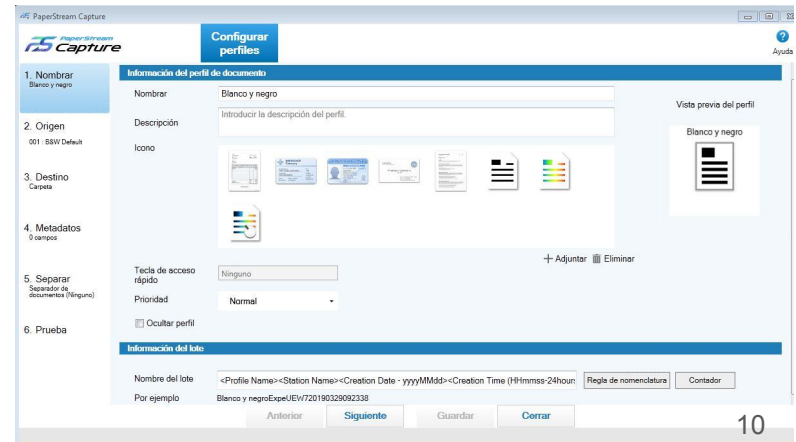 PaperStream Capture
PaperStream
Capture
Configurar
perfiles
Ayuda
1. Nombrar
Blanco y negro
2. Origen
001 : B&W Default
3. Destino
Carpeta
4. Metadatos
0 campos
5. Separar
Separador de
documentos (Ninguno)
6. Prueba
Información del perfil de documento
Nombrar
Blanco y negro
Descripción
Introducir la descripción del perfil.
Icono
Vista previa del perfil
Blanco y negro
Adjuntar
Eliminar
Tecla de acceso
rápido
Ninguno
Prioridad
Normal
Ocultar perfil
Información del lote
Nombre del lote
<Profile Name><Station Name><Creation Date - yyyyMMdd><Creation Time (HHmmss-24hour:
Regla de nomenclatura
Contador
Por ejemplo
Blanco y negroExpeUEW720190329092338
Anterior
Siguiente
Guardar
Cerrar
10